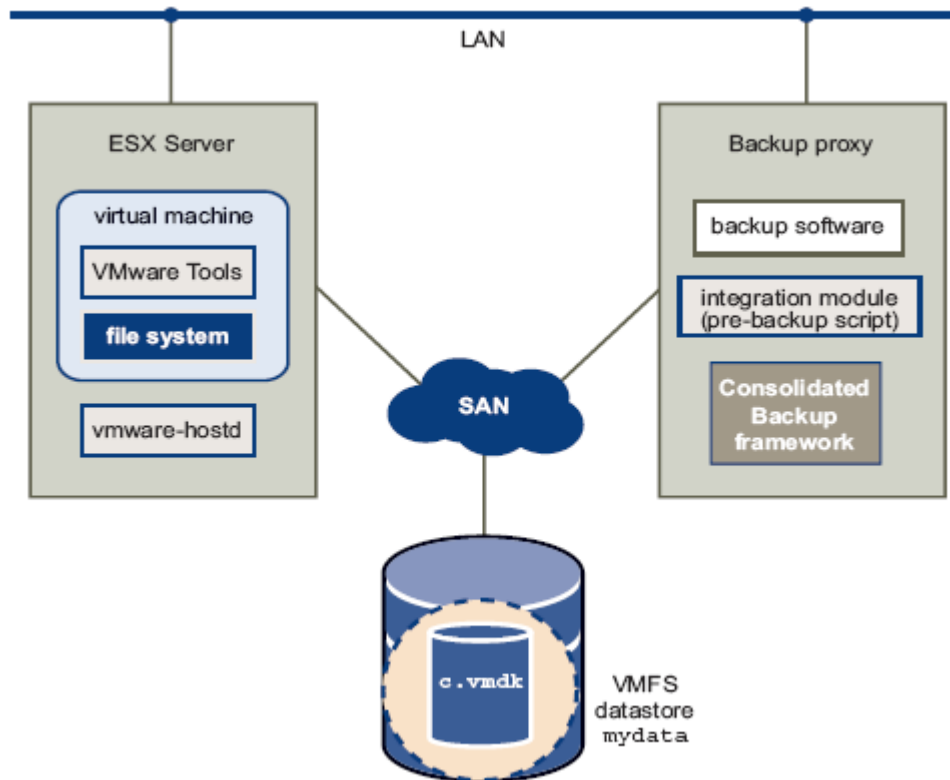 LAN
ESX Server
virtual machine
VMware Tools
file system
vmware-hostd
Backup proxy
backup software
integration module
(pre-backup script)
Consolidated
Backup
framework
SAN
c.vmdk
VMFS
datastore
mydata